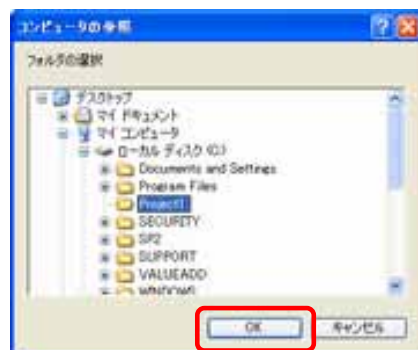 コンピュータの参照
フォルダの選択
デスクトップ
マイ ドキュメント
マイ コンピュータ
ローカル ディスク (C:)
Documents and Settings
Program Files
Project1
SECURITY
SP2
SUPPORT
VALUEADD
WINDOWS
OK
キャンセル